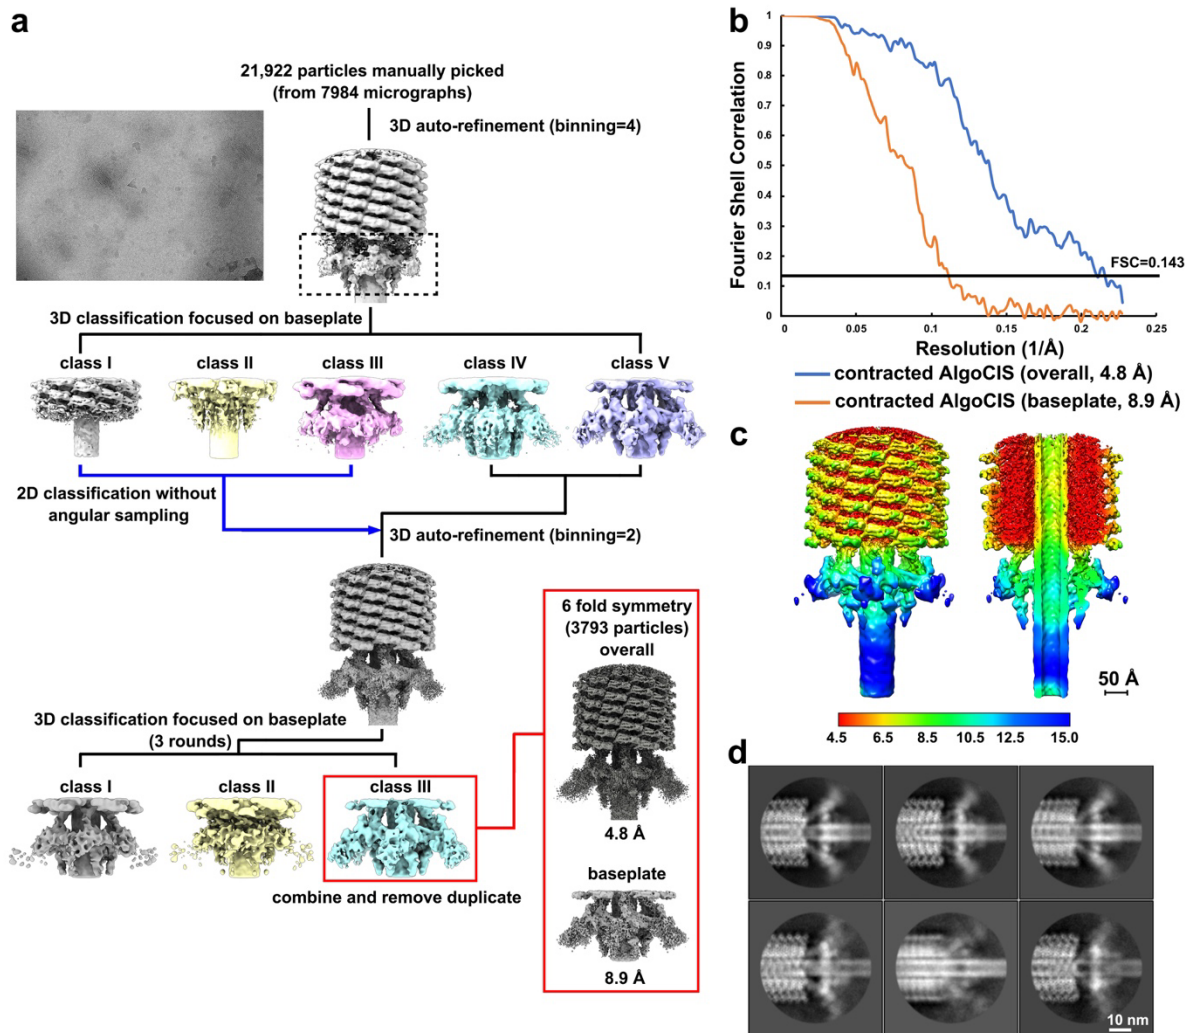 a
21,922 particles manually picked
(from 7984 micrographs)
3D auto-refinement (binning=4)
3D classification focused on baseplate
class I
class II
class III
class IV
class V
2D classification without
angular sampling
3D auto-refinement (binning=2)
3D classification focused on baseplate
(3 rounds)
class I
class II
class III
combine and remove duplicate
6 fold symmetry
(3793 particles)
overall
4.8 Å
baseplate
8.9 Å
b
Fourier Shell Correlation
1
0.9
0.8
0.7
0.6
0.5
0.4
0.3
0.2
0.1
0
FSC=0.143
0
0.05
0.1
0.15
0.2
0.25
Resolution (1/Å)
contracted AlgoCIS (overall, 4.8 Å)
contracted AlgoCIS (baseplate, 8.9 Å)
c
50 Å
4.5 6.5 8.5 10.5 12.5 15.0
d
10 nm